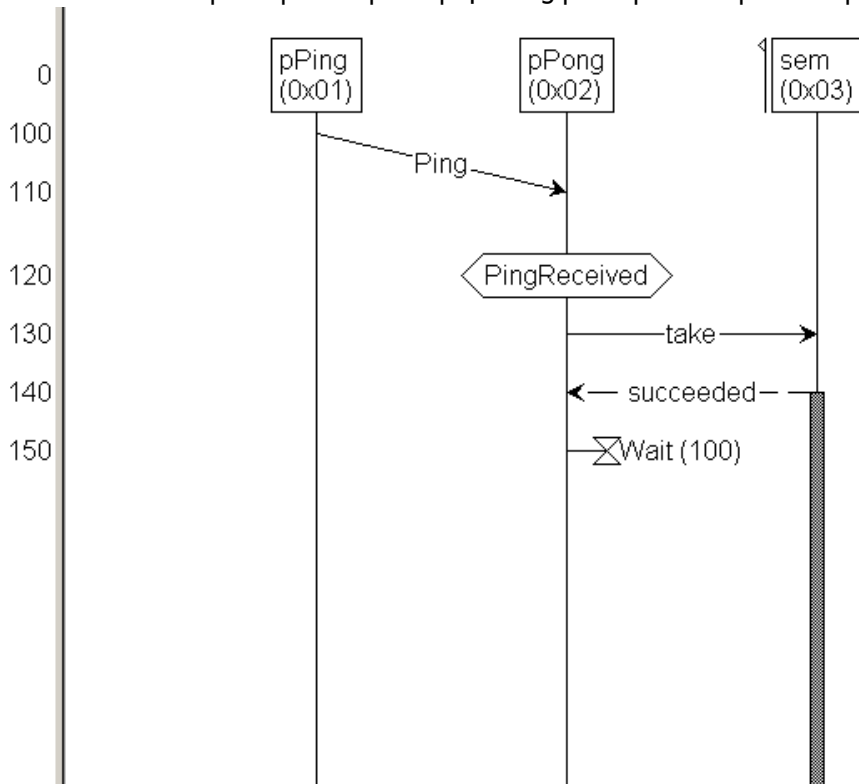 0
pPing
(0x01)
pPong
(0x02)
sem
(0x03)
100
Ping
110
120
PingReceived
130
take
140
succeeded
150
Wait (100)